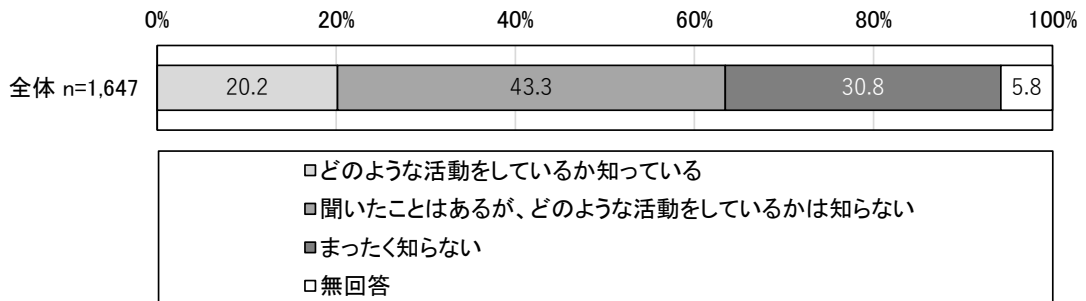 0% 20% 40% 60% 80% 100%
全体 n=1,647 20.2 43.3 30.8 5.8
どのような活動をしているか知っている
聞いたことはあるが、どのような活動をしているかは知らない
まったく知らない
無回答